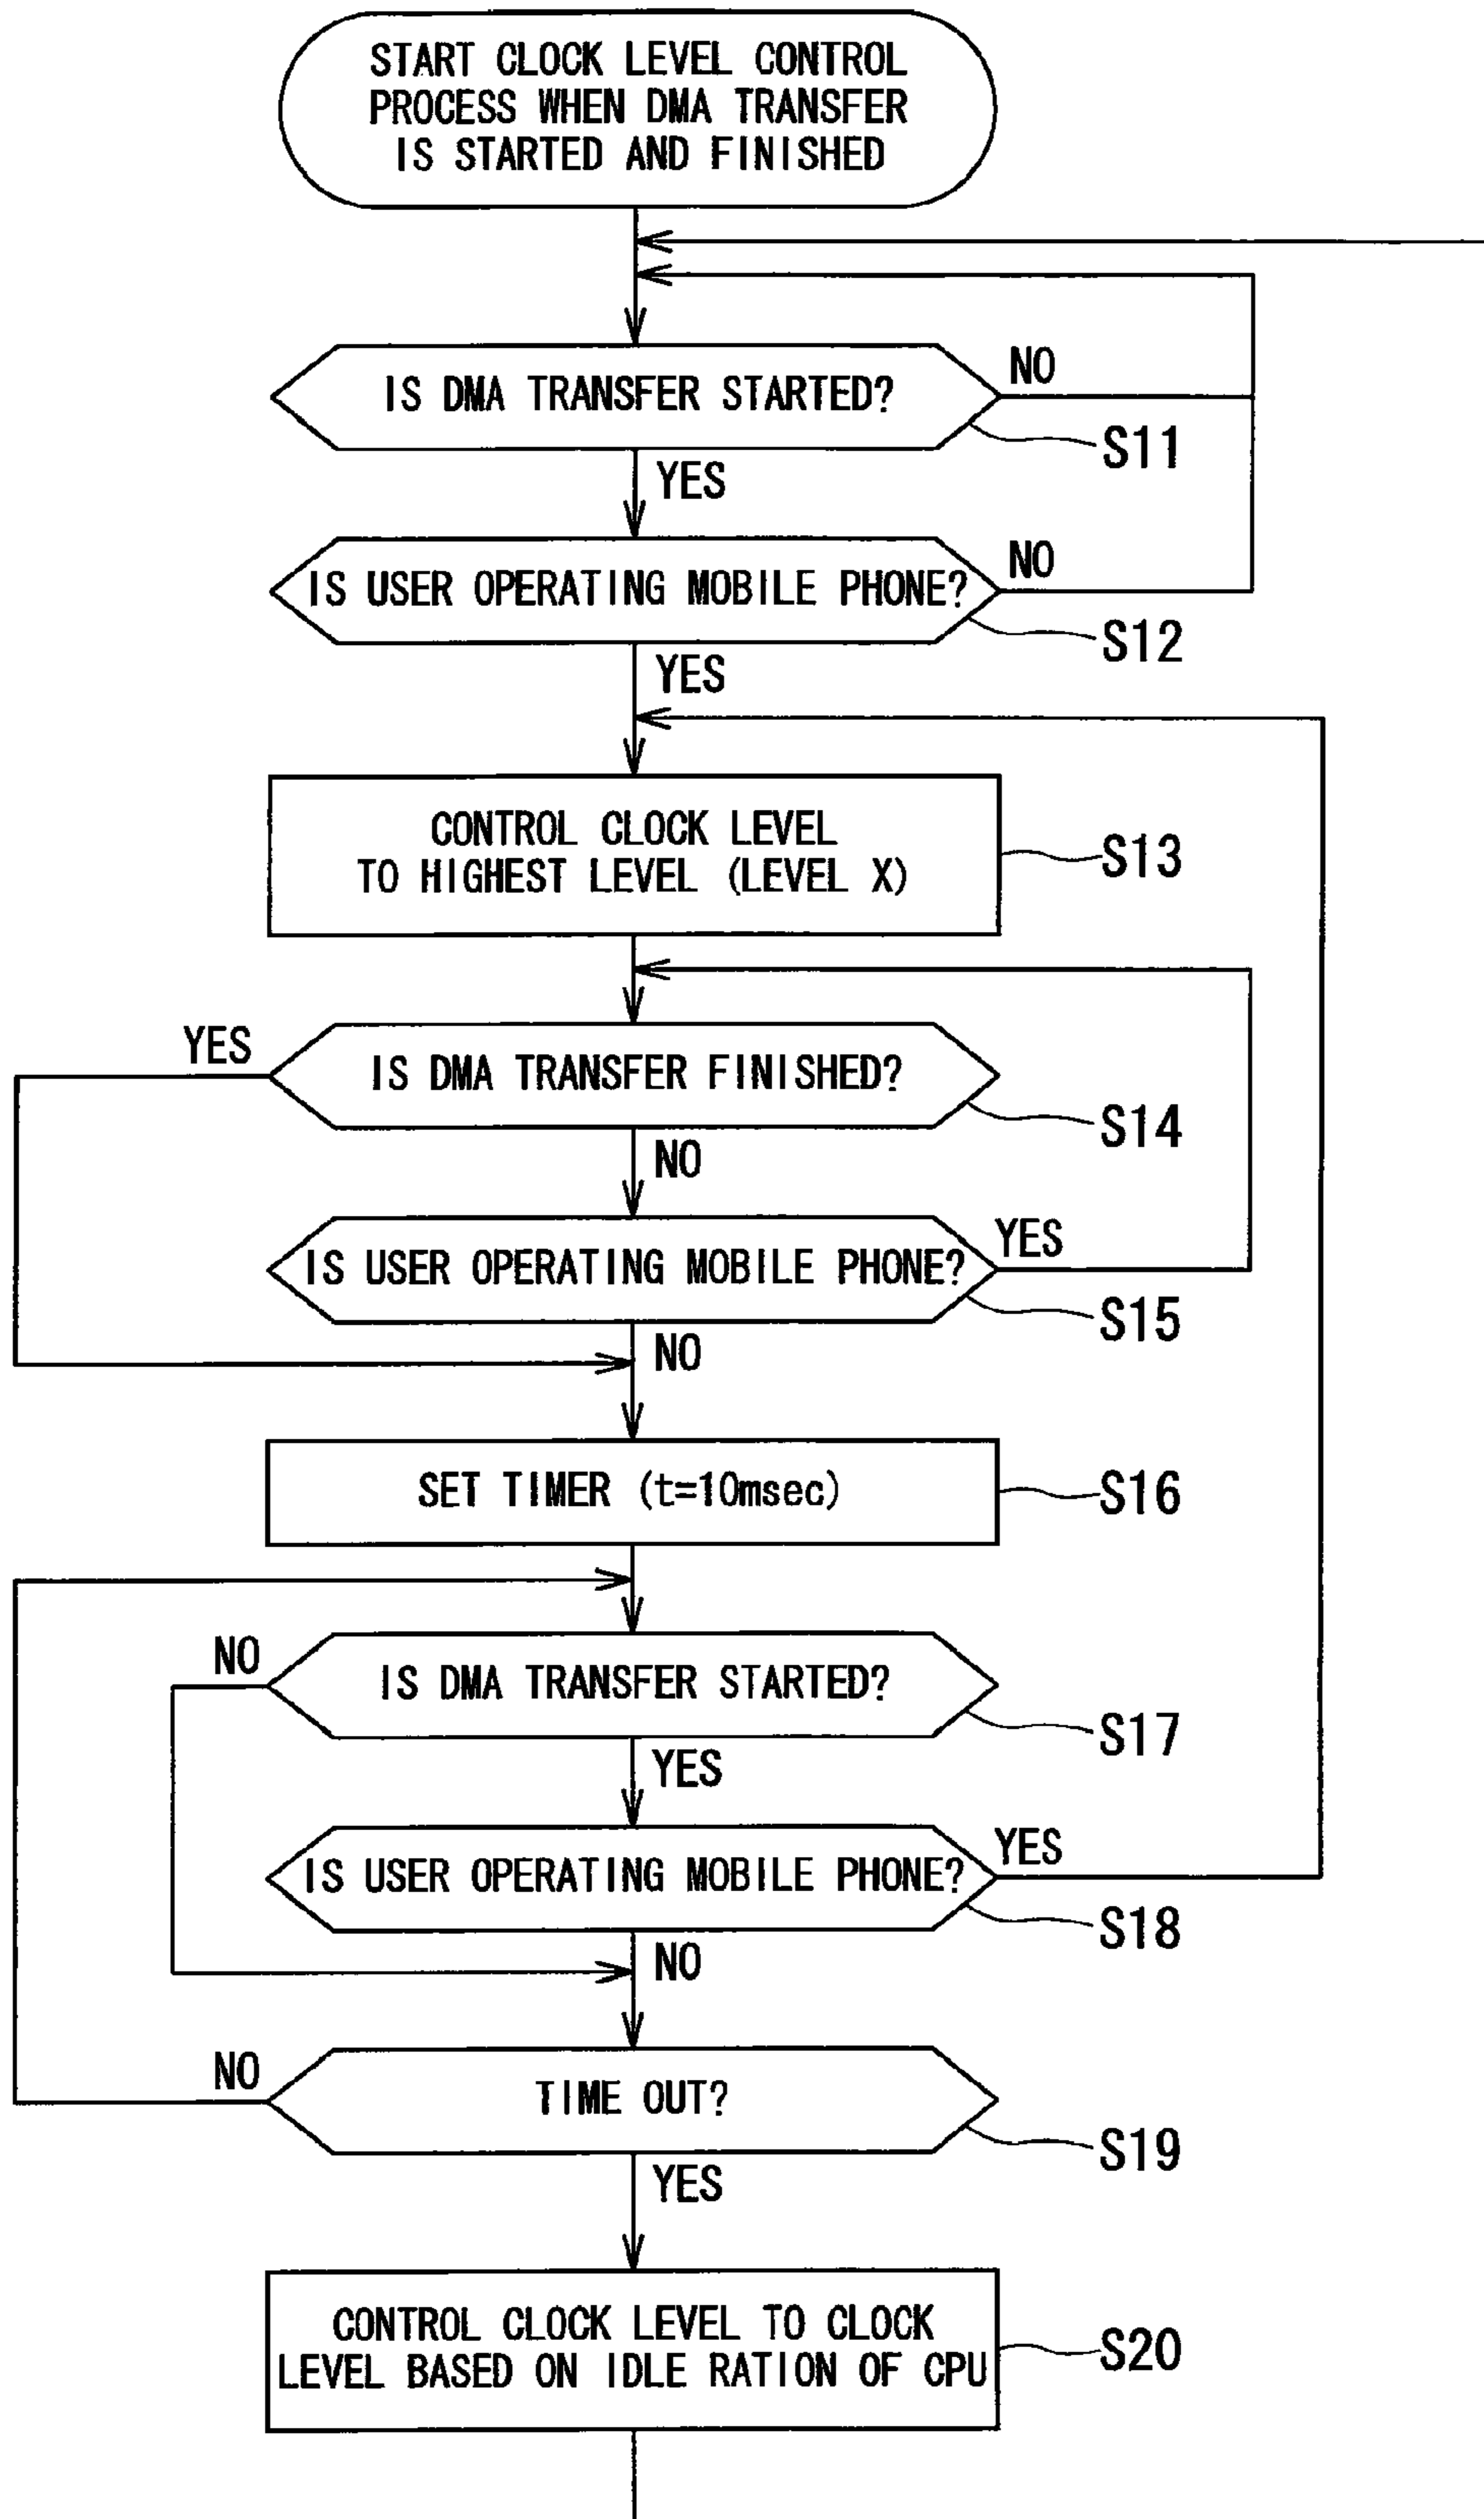 START CLOCK LEVEL CONTROL
PROCESS WHEN DMA TRANSFER
IS STARTED AND FINISHED
IS DMA TRANSFER STARTED?
NO
S11
YES
IS USER OPERATING MOBILE PHONE?
NO
S12
YES
CONTROL CLOCK LEVEL
TO HIGHEST LEVEL (LEVEL X)
S13
YES
IS DMA TRANSFER FINISHED?
S14
NO
IS USER OPERATING MOBILE PHONE?
YES
S15
NO
SET TIMER (t=10msec)
S16
NO
IS DMA TRANSFER STARTED?
S17
YES
IS USER OPERATING MOBILE PHONE?
YES
S18
NO
NO
TIME OUT?
S19
YES
CONTROL CLOCK LEVEL TO CLOCK
LEVEL BASED ON IDLE RATION OF CPU
S20